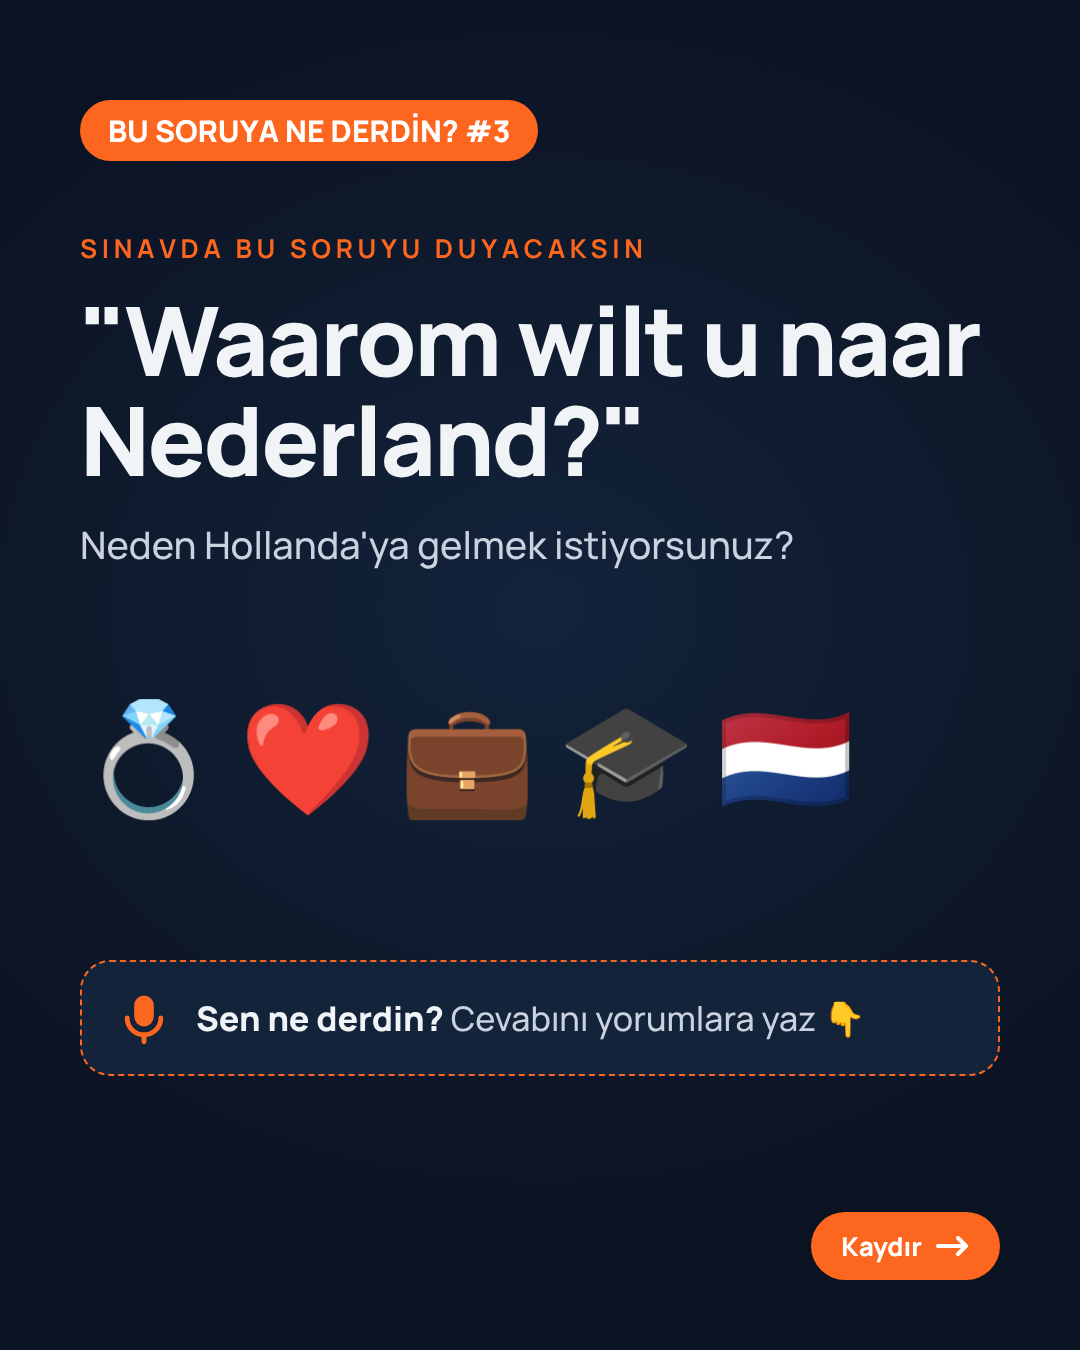 BU SORUYA NE DERDİN? #3
SINAVDA BU SORUYU DUYACAKSIN
"Waarom wilt u naar
Nederland?"
Neden Hollanda'ya gelmek istiyorsunuz?
Sen ne derdin? Cevabını yorumlara yaz 👇
Kaydır →